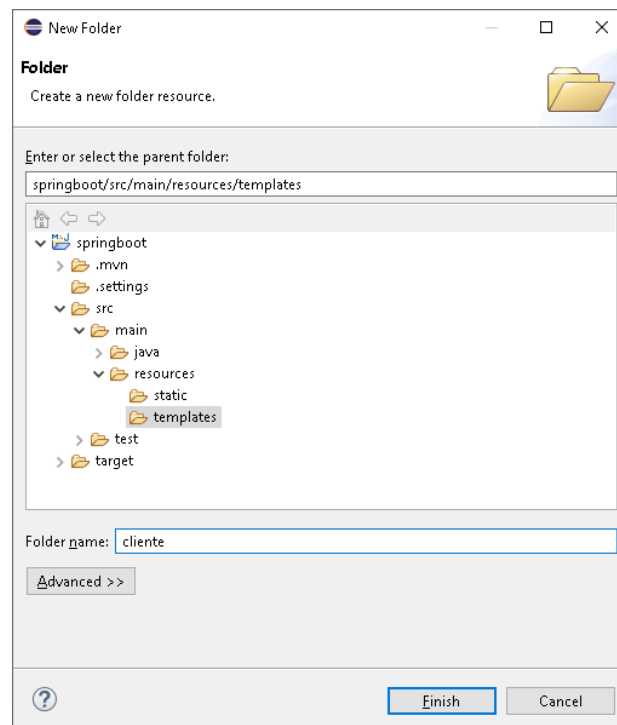 New Folder
Folder
Create a new folder resource.
Enter or select the parent folder:
springboot/src/main/resources/templates
springboot
.mvn
.settings
src
main
java
resources
static
templates
test
target
Folder name: cliente
Advanced >>
? Finish Cancel